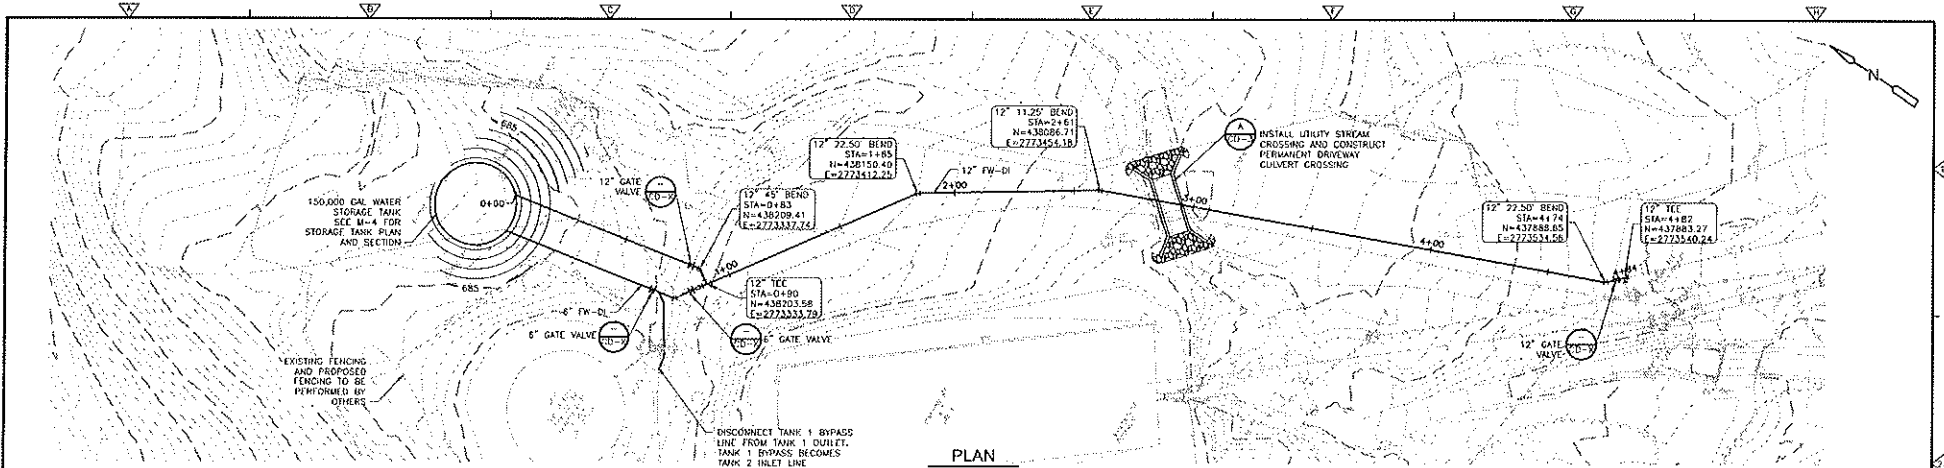 A
B
C
D
E
F
G
H
N
685
0+00
150,000 GAL WATER
STORAGE TANK
SEE M-4 FOR
STORAGE TANK PLAN
AND SECTION
685
12" GATE
VALVE
12" 45° BEND
STA=0+83
N=438209.41
E=2773337.74
1+00
12" TEE
STA=0+90
N=438203.58
E=2773333.79
6" FW-DI
6" GATE VALVE
6" GATE VALVE
EXISTING FENCING
AND PROPOSED
FENCING TO BE
PERFORMED BY
OTHERS
DISCONNECT TANK 1 BYPASS
LINE FROM TANK 1 OUTLET.
TANK 1 BYPASS BECOMES
TANK 2 INLET LINE
12" 22.50° BEND
STA=1+85
N=438150.40
E=2773412.25
2+00
12" FW-DI
12" 11.25° BEND
STA=2+61
N=438086.71
E=2773454.18
A
CD-3
INSTALL UTILITY STREAM
CROSSING AND CONSTRUCT
PERMANENT DRIVEWAY
CULVERT CROSSING
3+00
4+00
12" 22.50° BEND
STA=4+74
N=437888.65
E=2773534.56
12" TEE
STA=4+82
N=437883.27
E=2773540.24
4+84
12" GATE
VALVE
PLAN